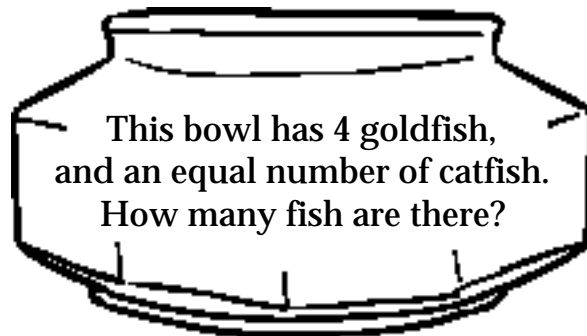 This bowl has 4 goldfish,
and an equal number of catfish.
How many fish are there?